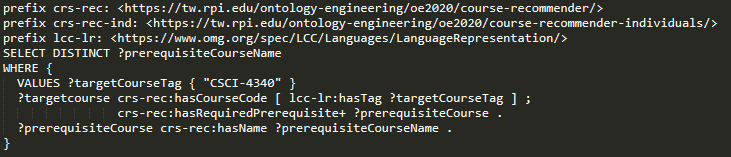 prefix crs-rec: <https://tw.rpi.edu/ontology-engineering/oe2020/course-recommender/>
prefix crs-rec-ind: <https://tw.rpi.edu/ontology-engineering/oe2020/course-recommender-individuals/>
prefix lcc-lr: <https://www.omg.org/spec/LCC/Languages/LanguageRepresentation/>
SELECT DISTINCT ?prerequisiteCourseName
WHERE {
  VALUES ?targetCourseTag { "CSCI-4340" }
  ?targetcourse crs-rec:hasCourseCode [ lcc-lr:hasTag ?targetCourseTag ] ;
                crs-rec:hasRequiredPrerequisite+ ?prerequisiteCourse .
  ?prerequisiteCourse crs-rec:hasName ?prerequisiteCourseName .
}